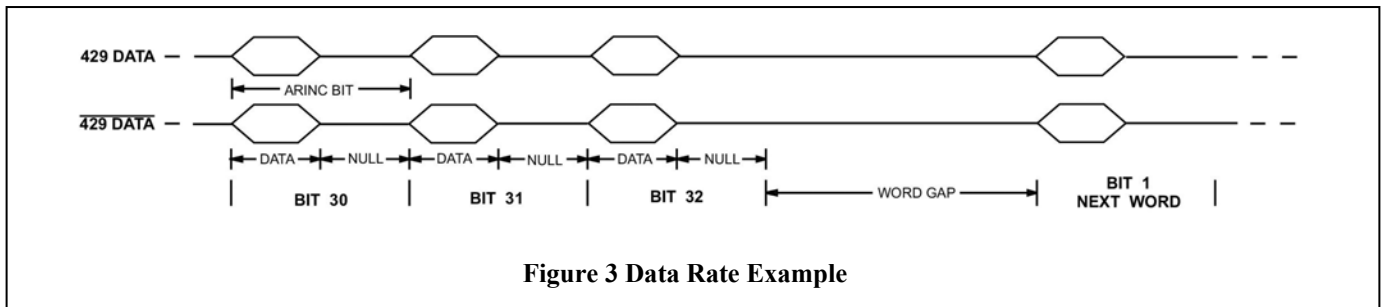 429 DATA
ARINC BIT
429 DATA
DATA NULL DATA NULL DATA NULL
BIT 30 BIT 31 BIT 32 WORD GAP BIT 1
NEXT WORD
Figure 3 Data Rate Example